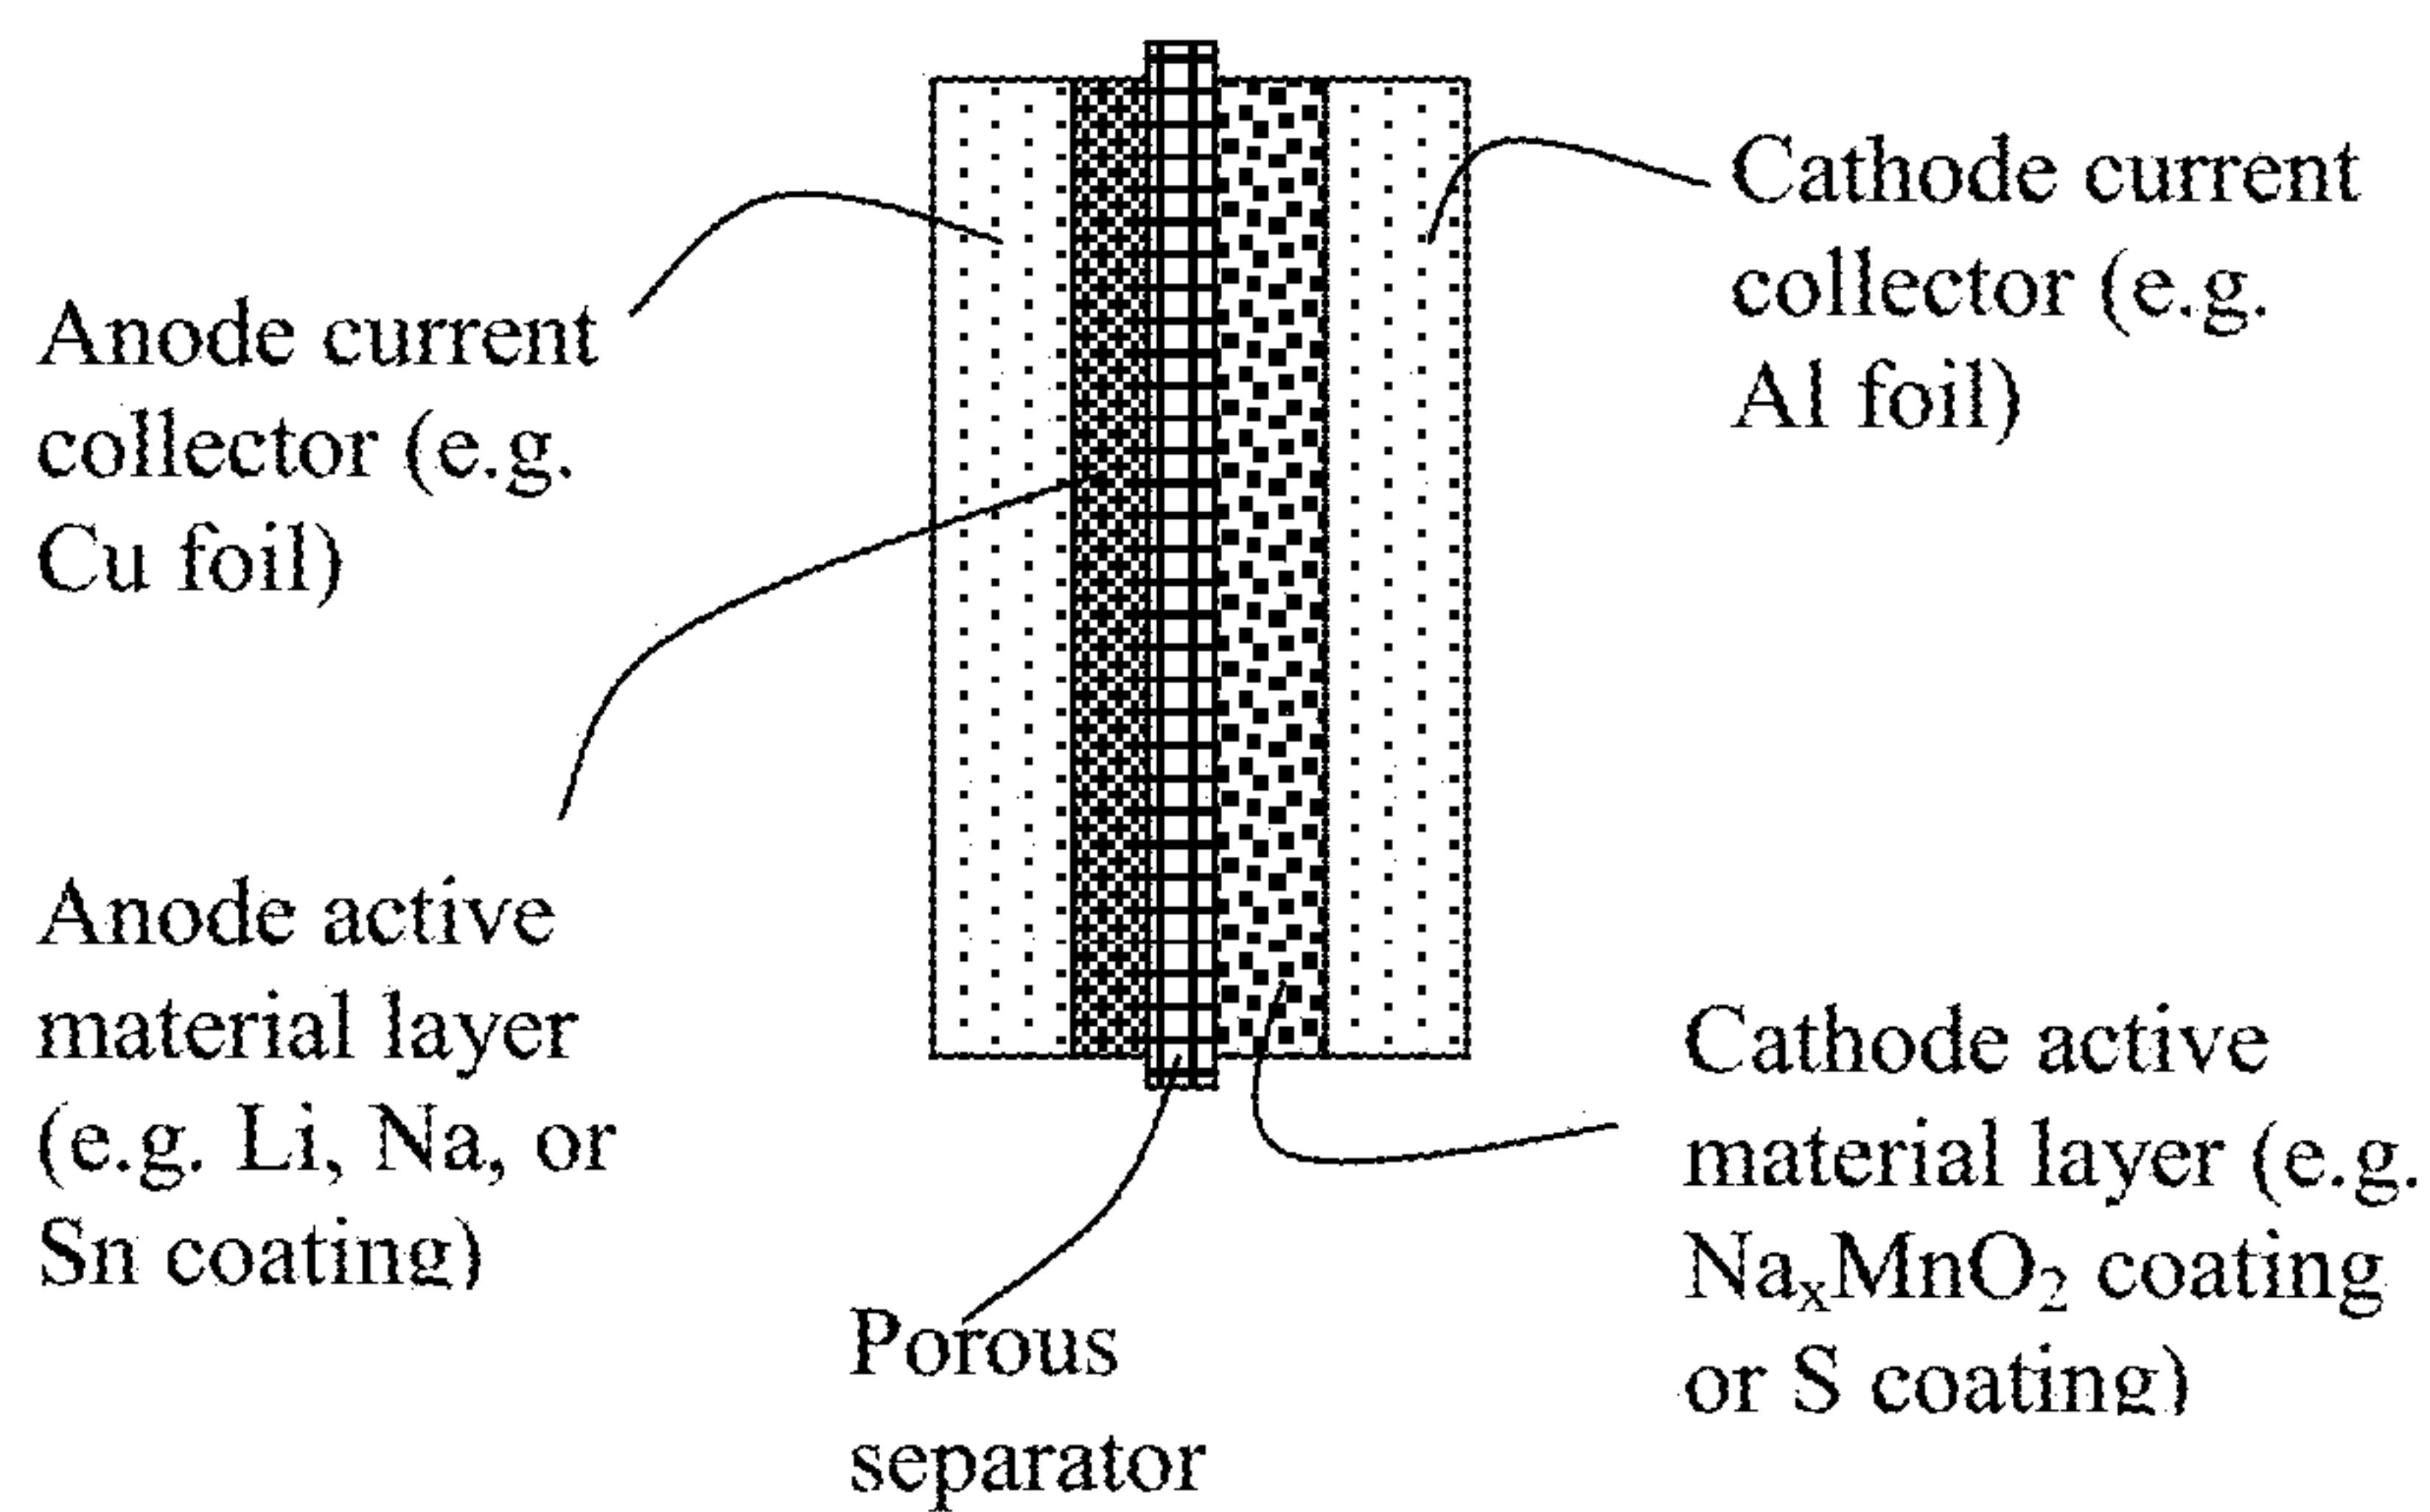 Anode current
collector (e.g.
Cu foil)
Anode active
material layer
(e.g. Li, Na, or
Sn coating)
Porous
separator
Cathode current
collector (e.g.
Al foil)
Cathode active
material layer (e.g.
NaₓMnO₂ coating
or S coating)